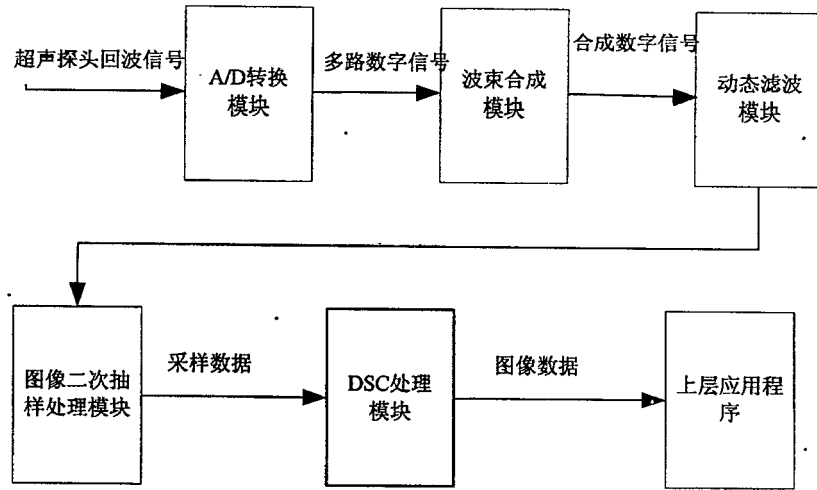 超声探头回波信号
A/D转换
模块
多路数字信号
波束合成
模块
合成数字信号
动态滤波
模块
图像二次抽
样处理模块
采样数据
DSC处理
模块
图像数据
上层应用程
序